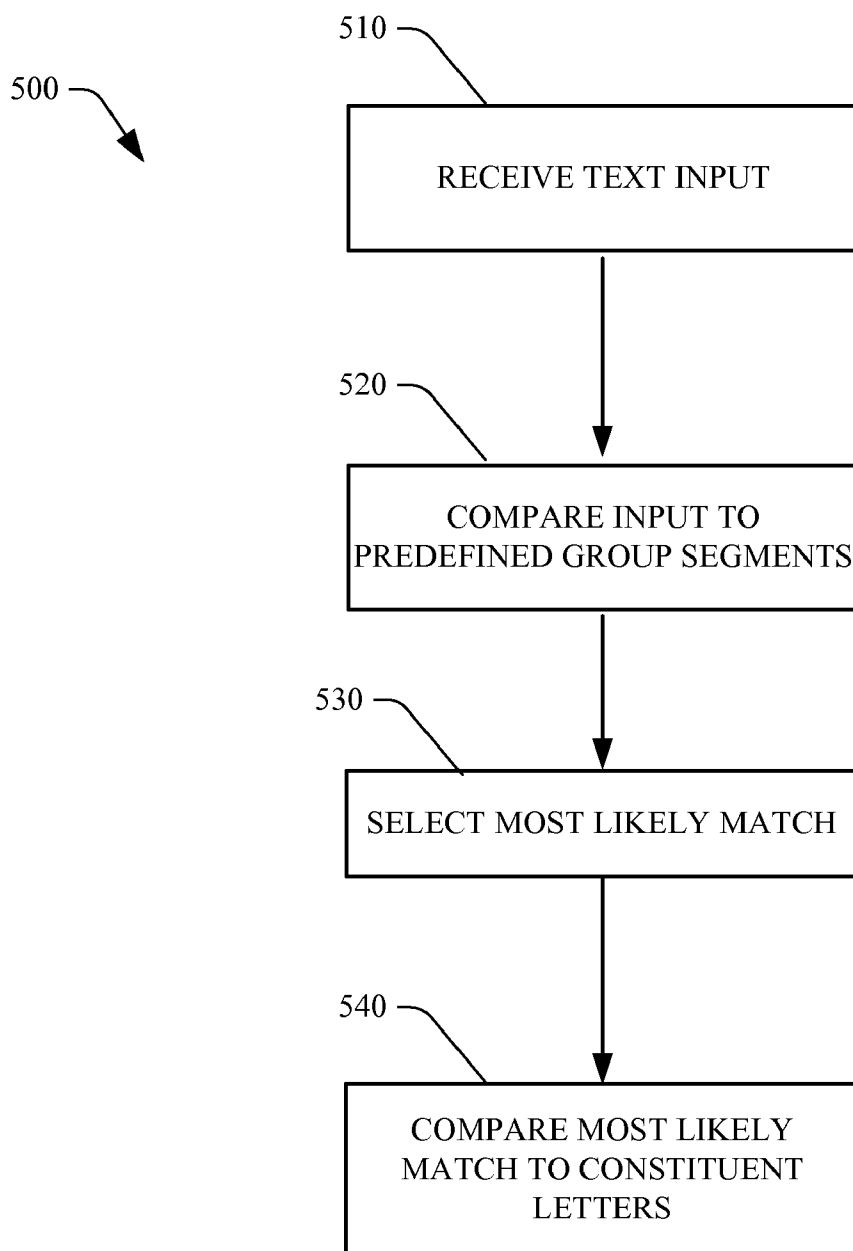 510
500
RECEIVE TEXT INPUT
520
COMPARE INPUT TO
PREDEFINED GROUP SEGMENTS
530
SELECT MOST LIKELY MATCH
540
COMPARE MOST LIKELY
MATCH TO CONSTITUENT
LETTERS